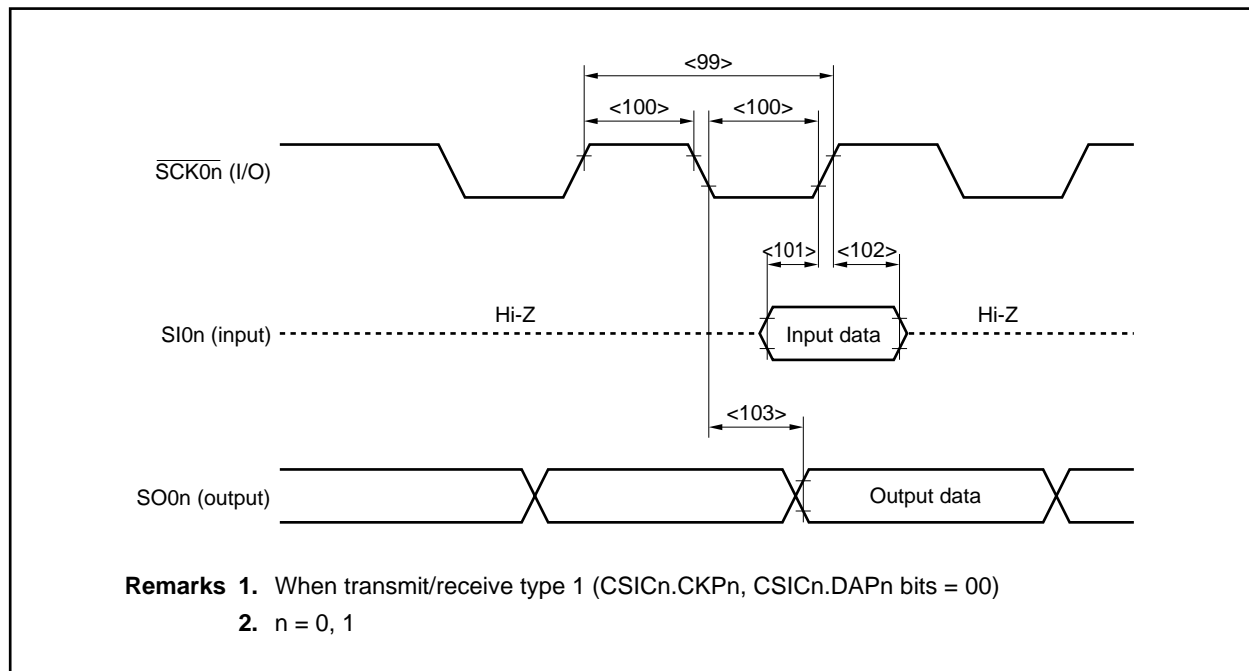 <99>
<100> <100>
SCK0n (I/O)
<101> <102>
Hi-Z Hi-Z
SI0n (input) Input data
<103>
SO0n (output) Output data
Remarks 1. When transmit/receive type 1 (CSICn.CKPn, CSICn.DAPn bits = 00)
2. n = 0, 1